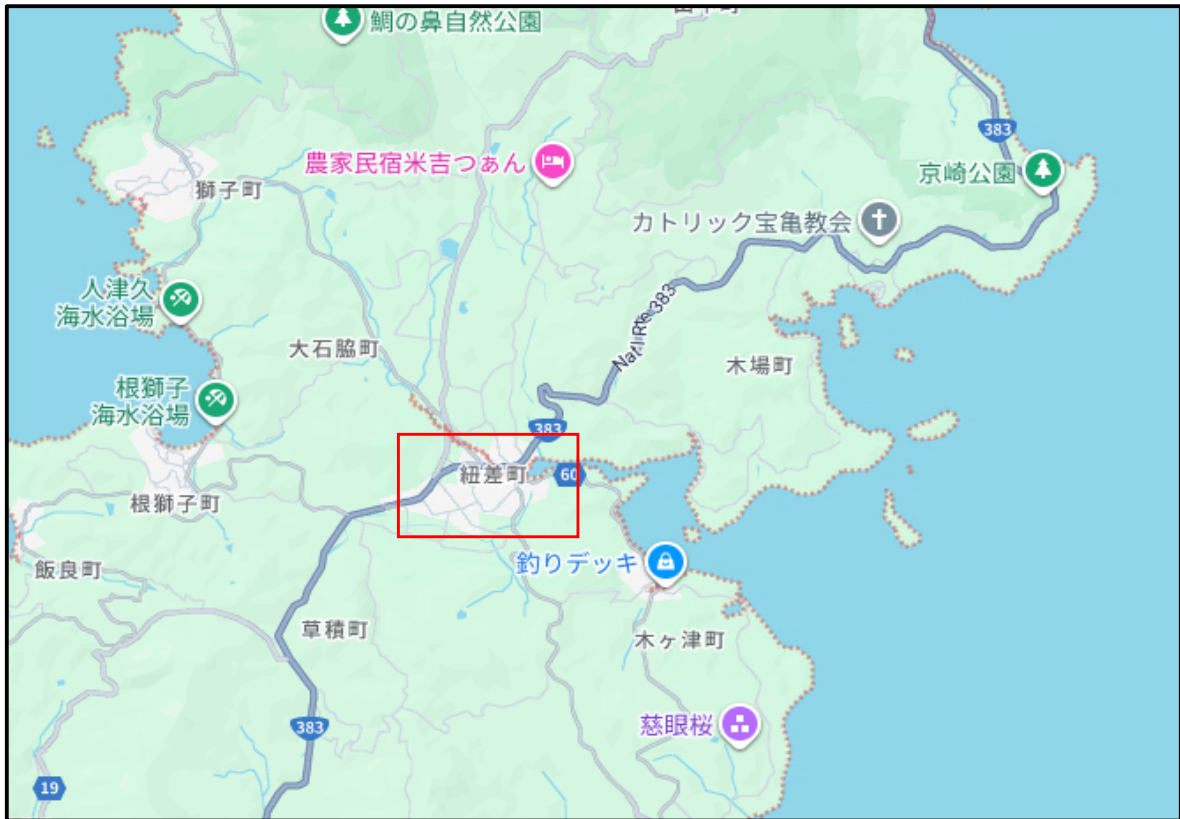 鯛の鼻自然公園
383
農家民宿米吉つぁん
京崎公園
獅子町
カトリック宝亀教会
人津久
海水浴場
Nat'l Rte 383
大石脇町
木場町
根獅子
海水浴場
383
紐差町
60
根獅子町
釣りデッキ
飯良町
草積町
木ヶ津町
383
慈眼桜
19